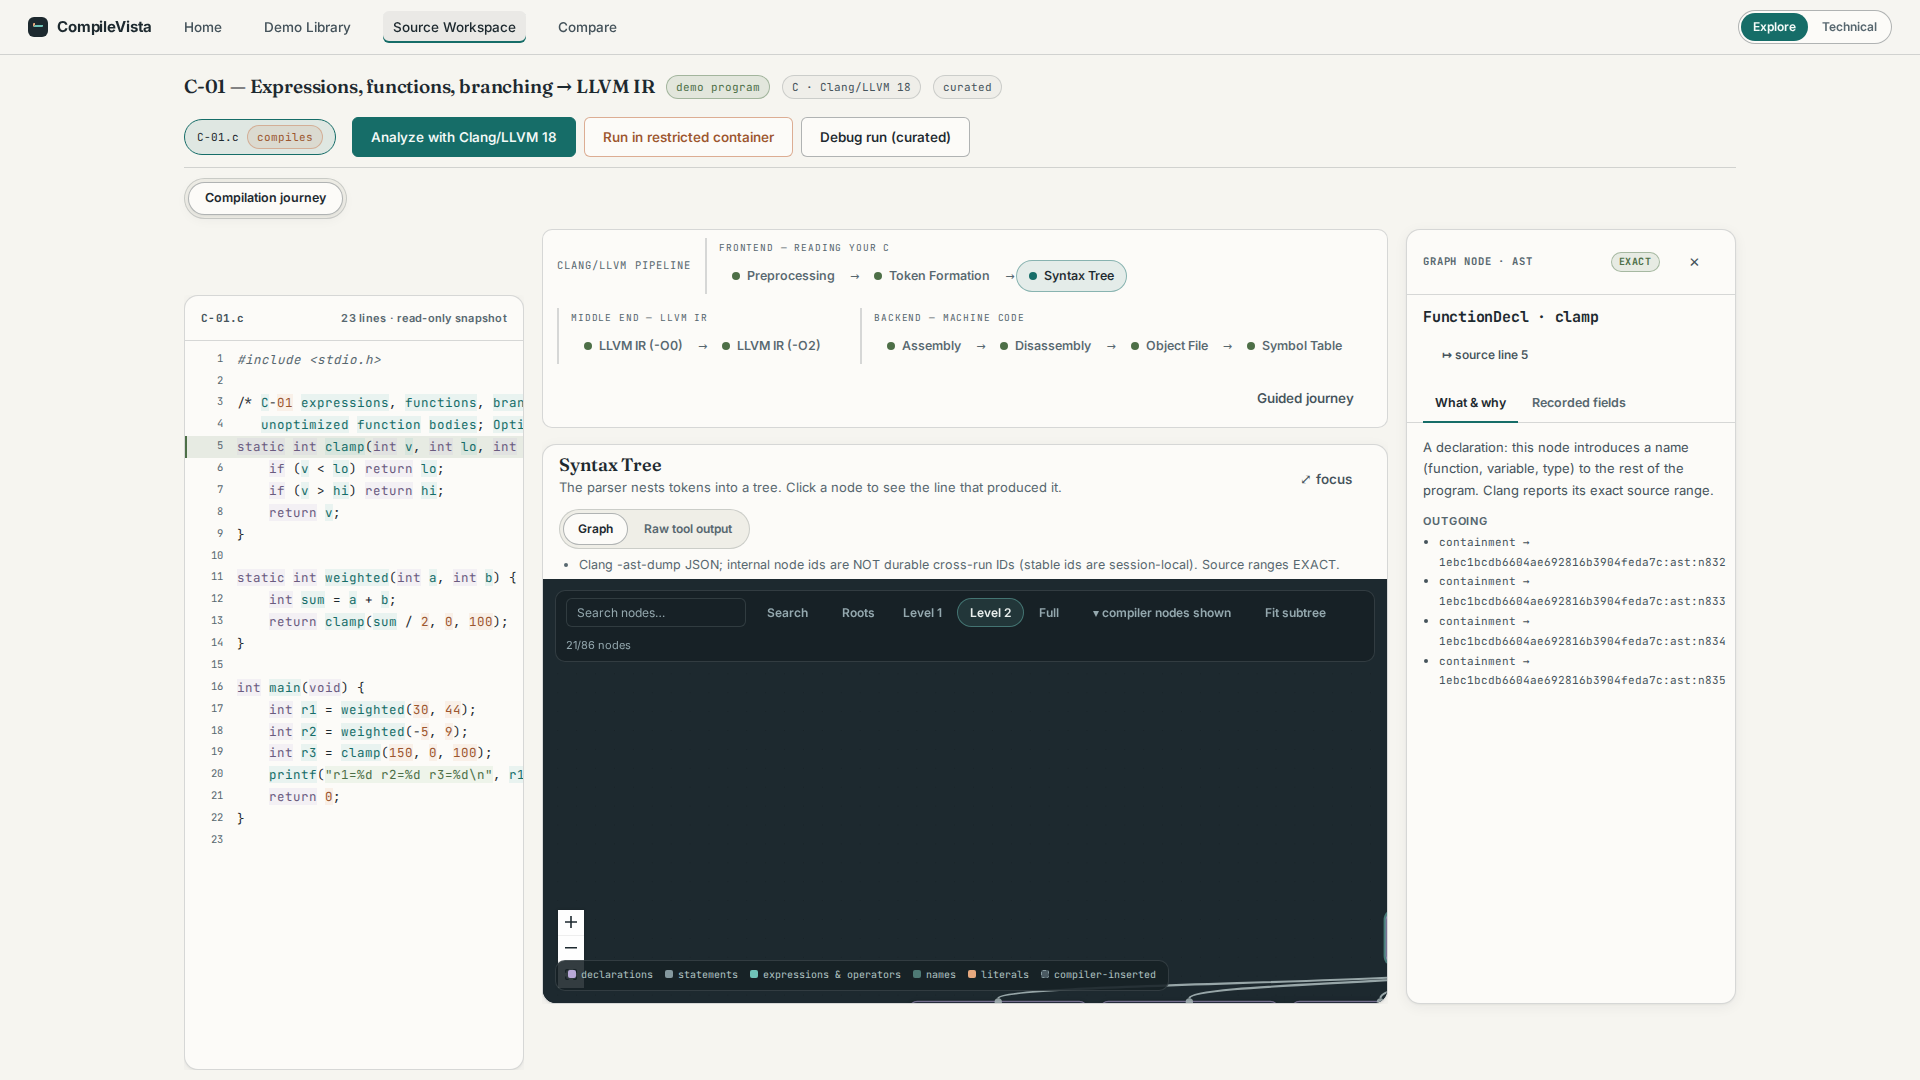 CompileVista
Home
Demo Library
Source Workspace
Compare
Explore
Technical
C-01 — Expressions, functions, branching → LLVM IR
demo program
C · Clang/LLVM 18
curated
C-01.c
compiles
Analyze with Clang/LLVM 18
Run in restricted container
Debug run (curated)
Compilation journey
C-01.c
23 lines · read-only snapshot
1 #include <stdio.h>
2
3 /* C-01 expressions, functions, bran
4 unoptimized function bodies; Opti
5 static int clamp(int v, int lo, int
6 if (v < lo) return lo;
7 if (v > hi) return hi;
8 return v;
9 }
10
11 static int weighted(int a, int b) {
12 int sum = a + b;
13 return clamp(sum / 2, 0, 100);
14 }
15
16 int main(void) {
17 int r1 = weighted(30, 44);
18 int r2 = weighted(-5, 9);
19 int r3 = clamp(150, 0, 100);
20 printf("r1=%d r2=%d r3=%d\n", r1
21 return 0;
22 }
23
CLANG/LLVM PIPELINE
FRONTEND — READING YOUR C
Preprocessing → Token Formation → Syntax Tree
MIDDLE END — LLVM IR
LLVM IR (-O0) → LLVM IR (-O2)
BACKEND — MACHINE CODE
Assembly → Disassembly → Object File → Symbol Table
Guided journey
Syntax Tree
The parser nests tokens into a tree. Click a node to see the line that produced it.
⤢ focus
Graph
Raw tool output
• Clang -ast-dump JSON; internal node ids are NOT durable cross-run IDs (stable ids are session-local). Source ranges EXACT.
Search nodes...
Search
Roots
Level 1
Level 2
Full
▾ compiler nodes shown
Fit subtree
21/86 nodes
+
−
declarations
statements
expressions & operators
names
literals
compiler-inserted
GRAPH NODE · AST
EXACT
×
FunctionDecl · clamp
↦ source line 5
What & why
Recorded fields
A declaration: this node introduces a name
(function, variable, type) to the rest of the
program. Clang reports its exact source range.
OUTGOING
• containment →
1ebc1bcdb6604ae692816b3904feda7c:ast:n832
• containment →
1ebc1bcdb6604ae692816b3904feda7c:ast:n833
• containment →
1ebc1bcdb6604ae692816b3904feda7c:ast:n834
• containment →
1ebc1bcdb6604ae692816b3904feda7c:ast:n835